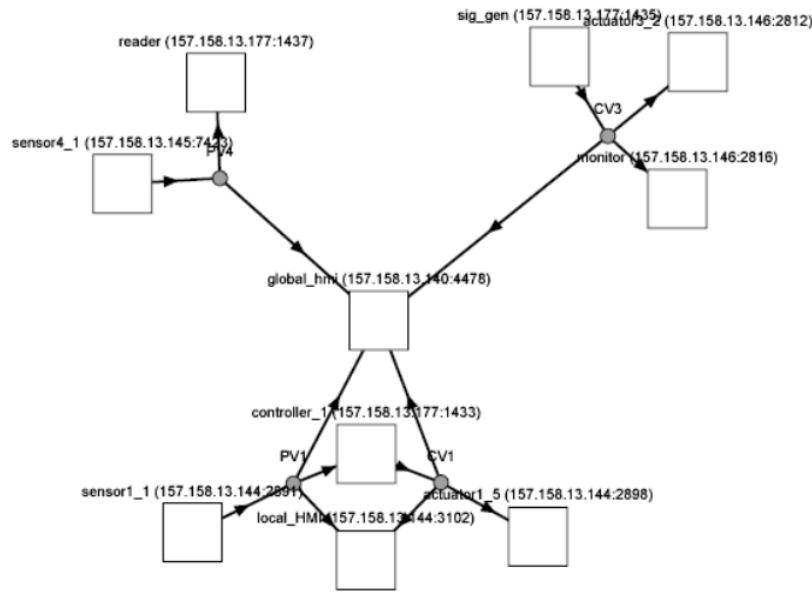 sig_gen (157.158.13.177:1435)
actuator3_2 (157.158.13.146:2812)
reader (157.158.13.177:1437)
CV3
sensor4_1 (157.158.13.145:7423)
PV4
monitor (157.158.13.146:2816)
global_hmi (157.158.13.140:4478)
controller_1 (157.158.13.177:1433)
PV1
CV1
sensor1_1 (157.158.13.144:2891)
actuator1_5 (157.158.13.144:2898)
local_HMI (157.158.13.144:3102)